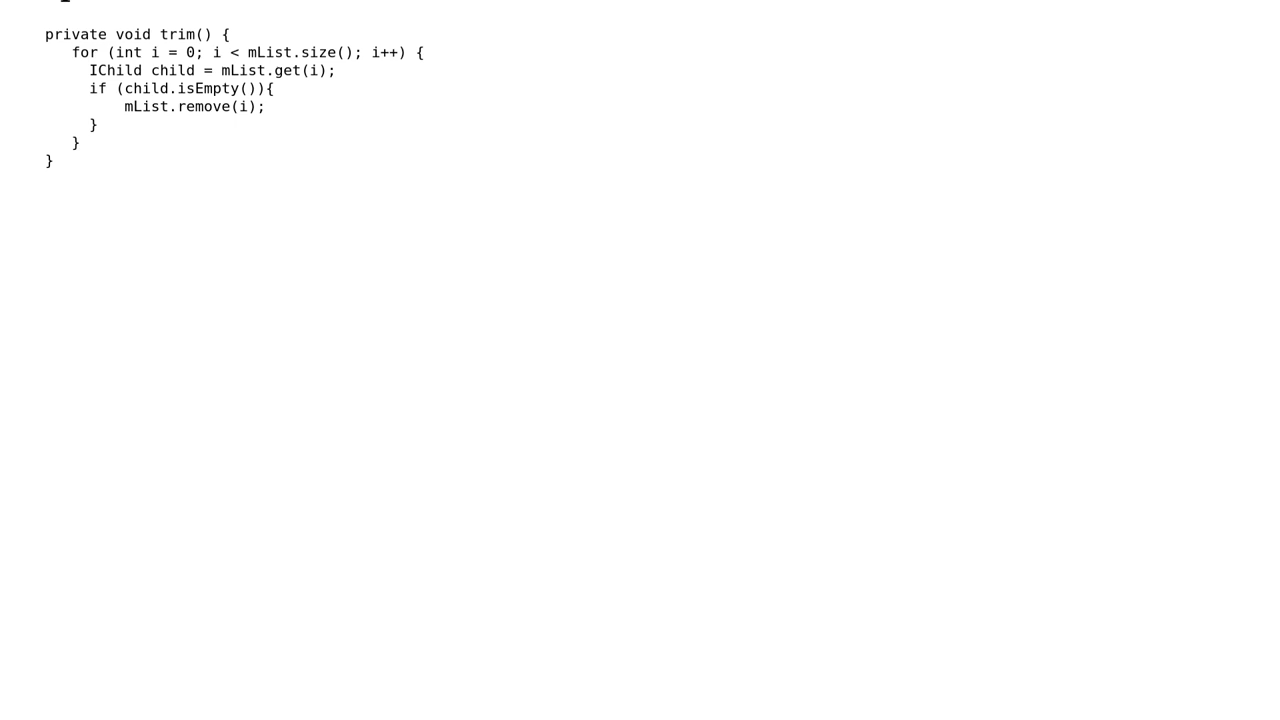 private void trim() {
   for (int i = 0; i < mList.size(); i++) {
     IChild child = mList.get(i);
     if (child.isEmpty()){
         mList.remove(i);
     }
   }
}